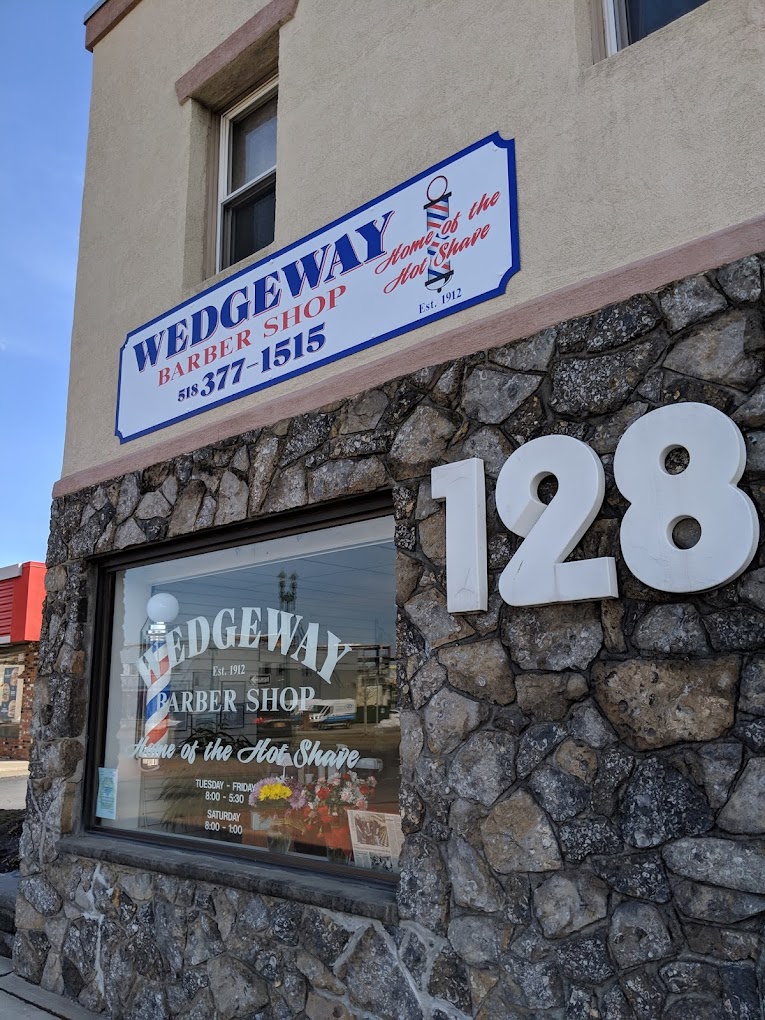 WEDGEWAY
BARBER SHOP
518 377-1515
Home of the
Hot Shave
Est. 1912
128
WEDGEWAY
Est. 1912
BARBER SHOP
Home of the Hot Shave
TUESDAY - FRIDAY
8:00 - 5:30
SATURDAY
8:00 - 1:00